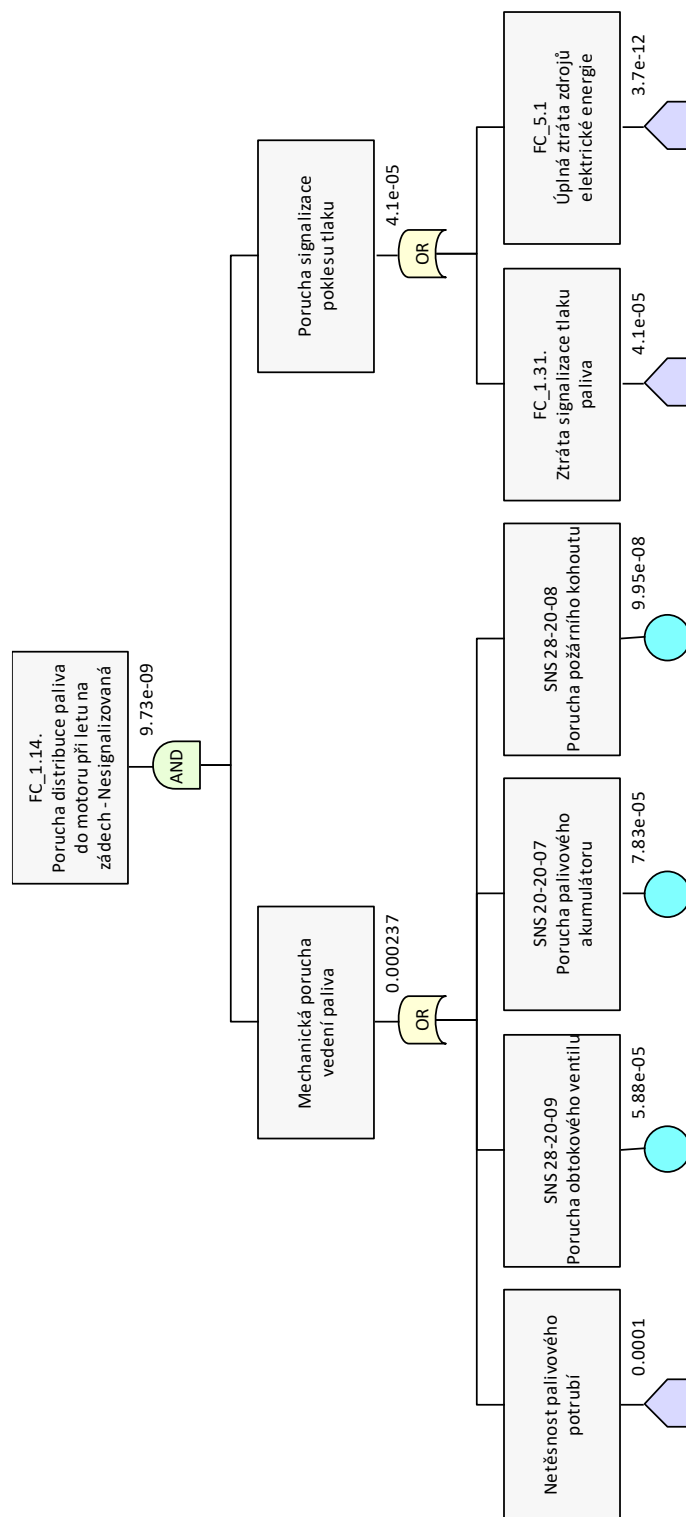 FC_1.14.
Porucha distribuce paliva
do motoru při letu na
zádech - Nesignalizovaná
9.73e-09
AND
Mechanická porucha
vedení paliva
0.000237
OR
Porucha signalizace
poklesu tlaku
4.1e-05
OR
Netěsnost palivového
potrubí
0.0001
SNS 28-20-09
Porucha obtokového ventilu
5.88e-05
SNS 20-20-07
Porucha palivového
akumulátoru
7.83e-05
SNS 28-20-08
Porucha požárního kohoutu
9.95e-08
FC_1.31.
Ztráta signalizace tlaku
paliva
4.1e-05
FC_5.1
Úplná ztráta zdrojů
elektrické energie
3.7e-12